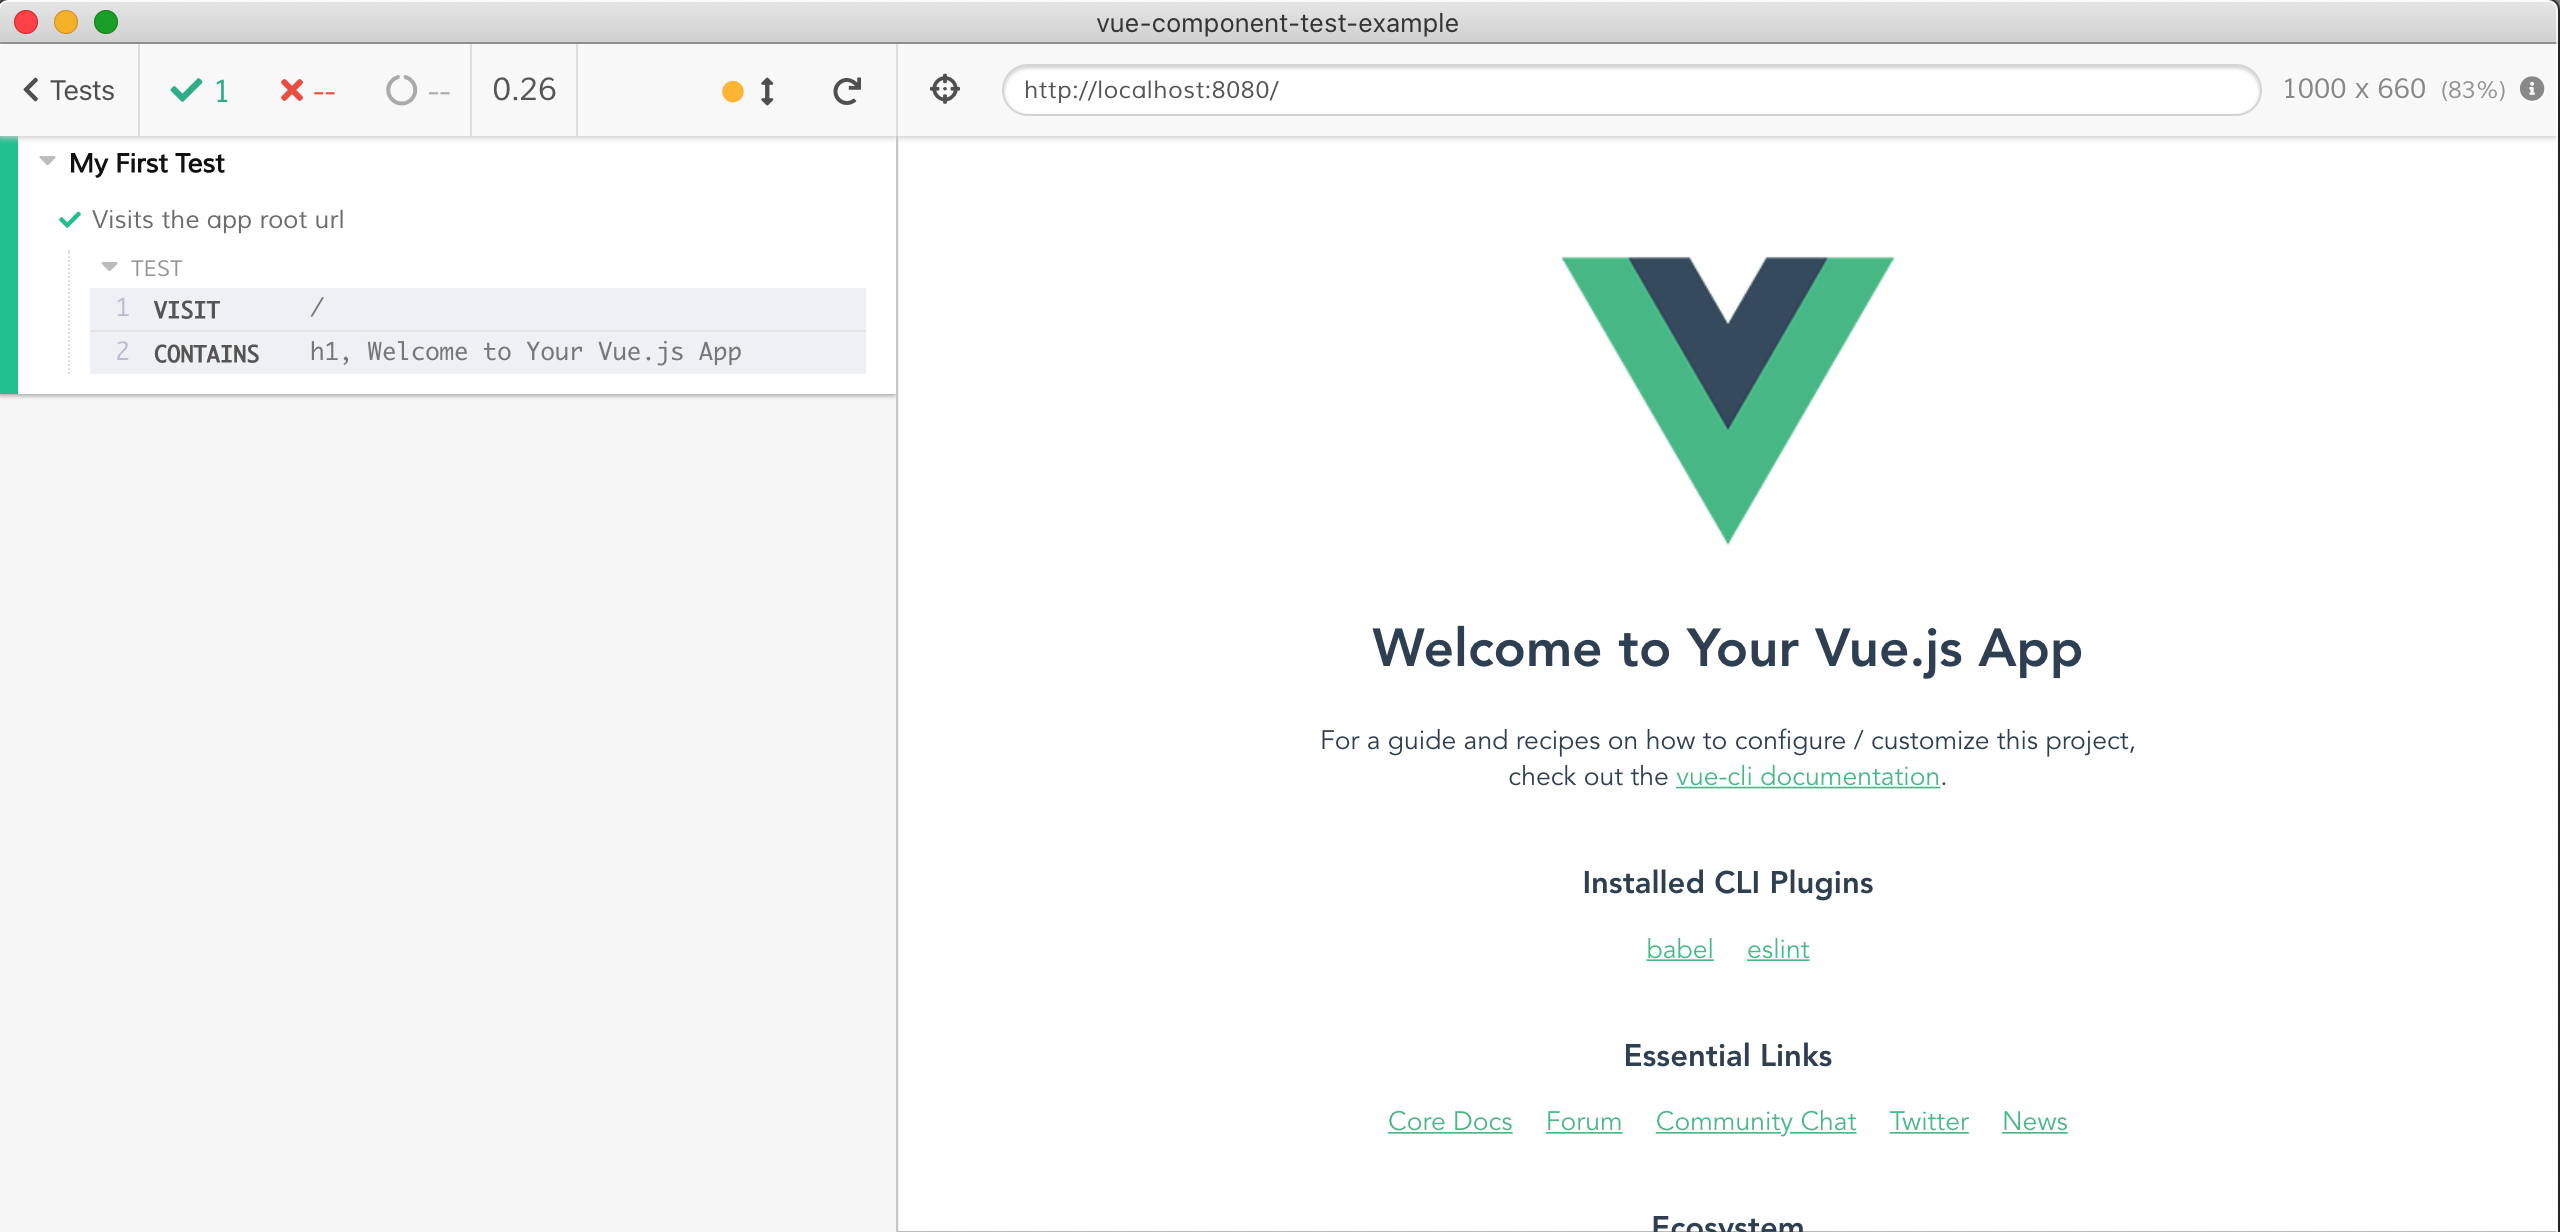 vue-component-test-example
Tests 1 -- -- 0.26
http://localhost:8080/ 1000 x 660 (83%)
My First Test
Visits the app root url
TEST
1 VISIT /
2 CONTAINS h1, Welcome to Your Vue.js App
Welcome to Your Vue.js App
For a guide and recipes on how to configure / customize this project,
check out the vue-cli documentation.
Installed CLI Plugins
babel eslint
Essential Links
Core Docs Forum Community Chat Twitter News
Ecosystem